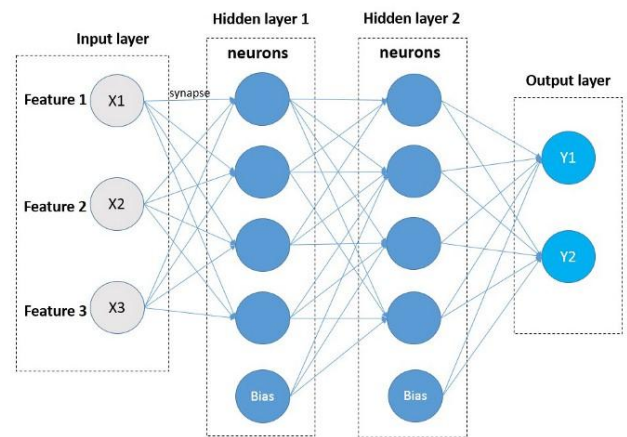 Hidden layer 1
Hidden layer 2
Input layer
neurons
neurons
Output layer
Feature 1
X1
synapse
Y1
Feature 2
X2
Y2
Feature 3
X3
Bias
Bias